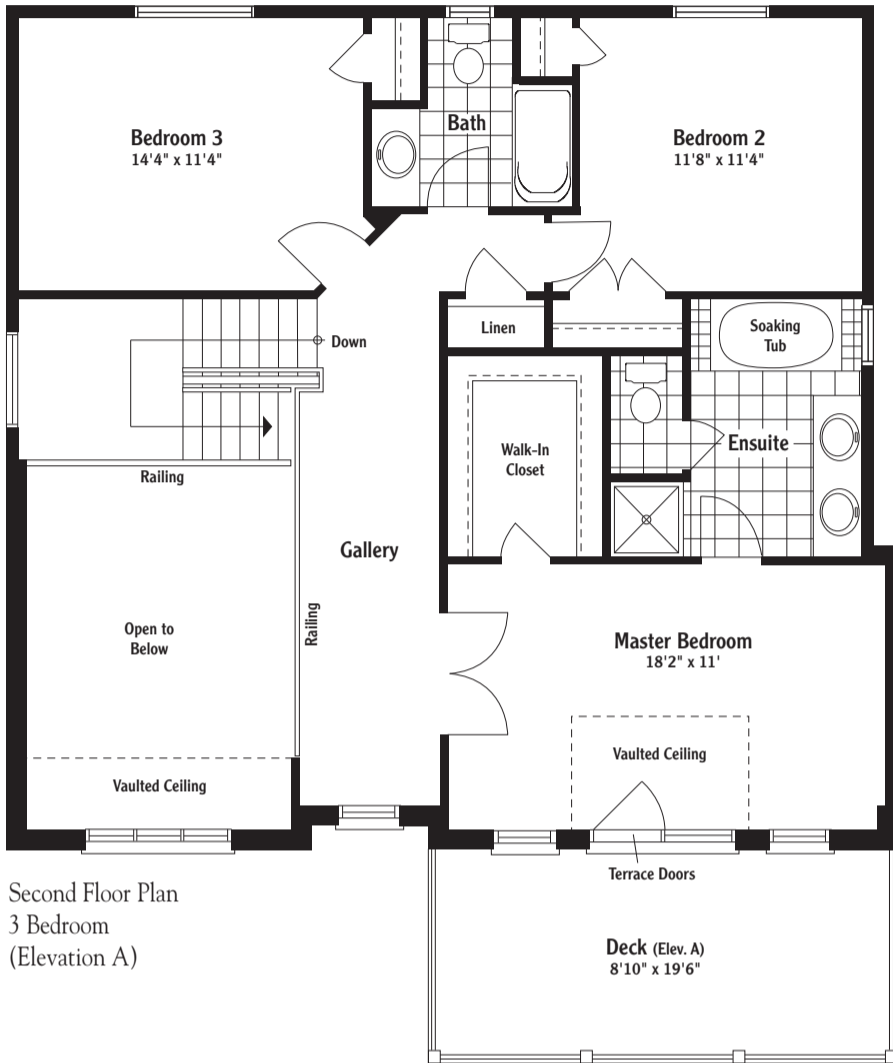 Bedroom 3
14'4" x 11'4"
Bath
Bedroom 2
11'8" x 11'4"
Down
Linen
Soaking
Tub
Walk-In
Closet
Ensuite
Railing
Gallery
Open to
Below
Railing
Master Bedroom
18'2" x 11'
Vaulted Ceiling
Vaulted Ceiling
Terrace Doors
Second Floor Plan
3 Bedroom
(Elevation A)
Deck (Elev. A)
8'10" x 19'6"